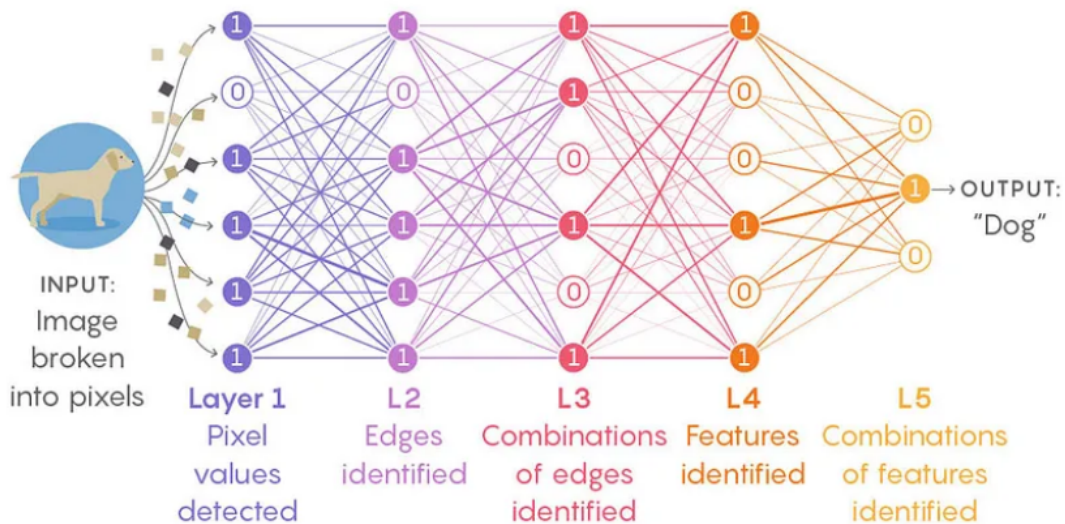 1 1 1 1
0 0 1 0
0
1 1 0 0
1
OUTPUT:
"Dog"
1 1 1 1
0
1 1 0 0
1 1 1 1
INPUT:
Image
broken
into pixels
Layer 1
Pixel
values
detected
L2
Edges
identified
L3
Combinations
of edges
identified
L4
Features
identified
L5
Combinations
of features
identified